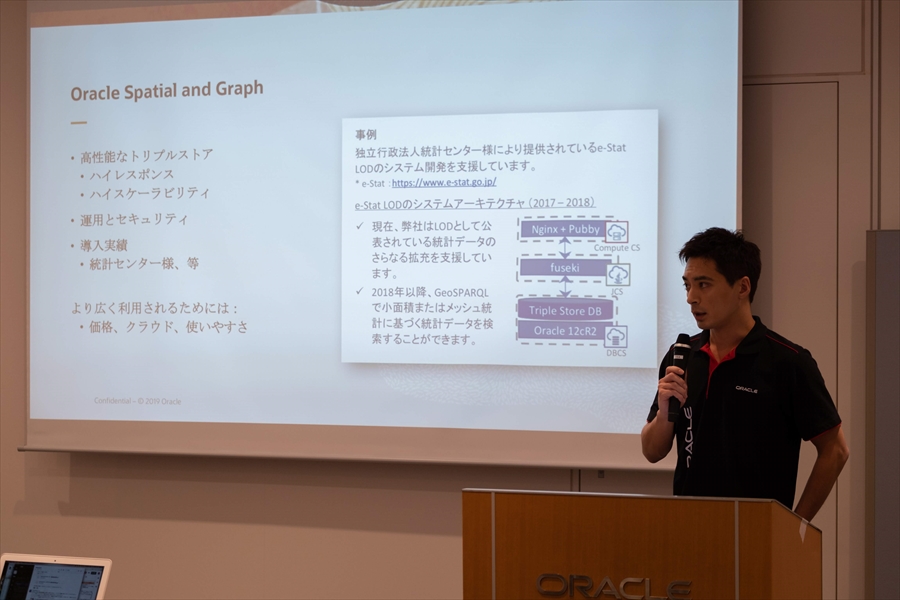 Oracle Spatial and Graph
• 高性能なトリプルストア
• ハイレスポンス
• ハイスケーラビリティ
• 運用とセキュリティ
• 導入実績
• 統計センター様、等
より広く利用されるためには：
• 価格、クラウド、使いやすさ
Confidential – © 2019 Oracle
事例
独立行政法人統計センター様により提供されているe-Stat
LODのシステム開発を支援しています。
* e-Stat : https://www.e-stat.go.jp/
e-Stat LODのシステムアーキテクチャ（2017 – 2018）
✓ 現在、弊社はLODとして公
表されている統計データの
さらなる拡充を支援してい
ます。
✓ 2018年以降、GeoSPARQL
で小面積またはメッシュ統
計に基づく統計データを検
索することができます。
Nginx + Pubby
Compute CS
fuseki
JCS
Triple Store DB
Oracle 12cR2
DBCS
ORACLE
ORACLE
ORACLE